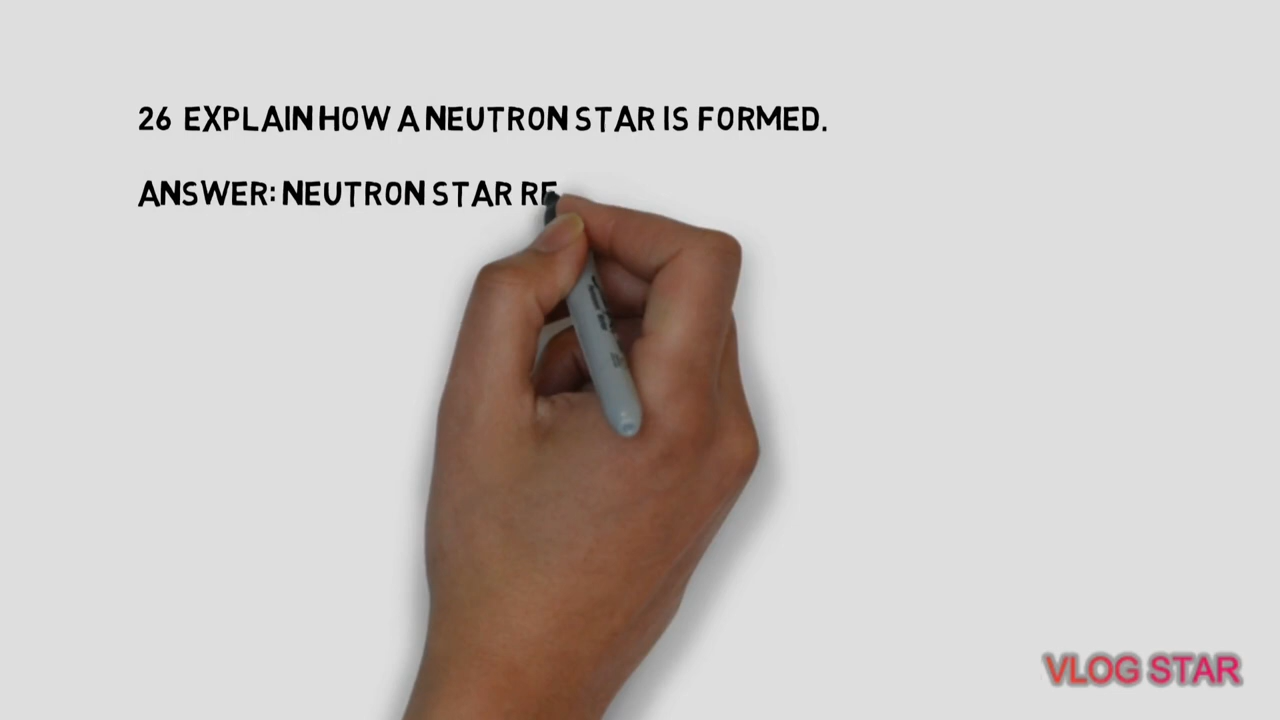 26 EXPLAIN HOW A NEUTRON STAR IS FORMED.
ANSWER: NEUTRON STAR RE
VLOG STAR